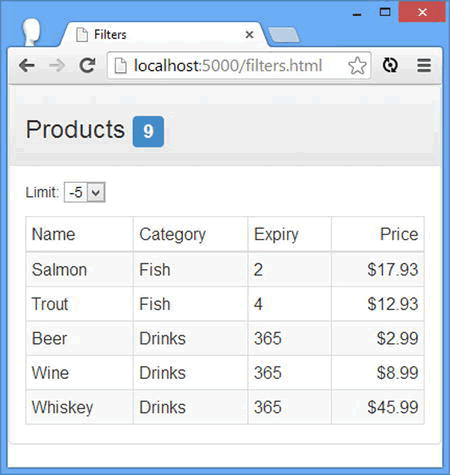 Filters
localhost:5000/filters.html
Products 9
Limit: -5
Name Category Expiry Price
Salmon Fish 2 $17.93
Trout Fish 4 $12.93
Beer Drinks 365 $2.99
Wine Drinks 365 $8.99
Whiskey Drinks 365 $45.99